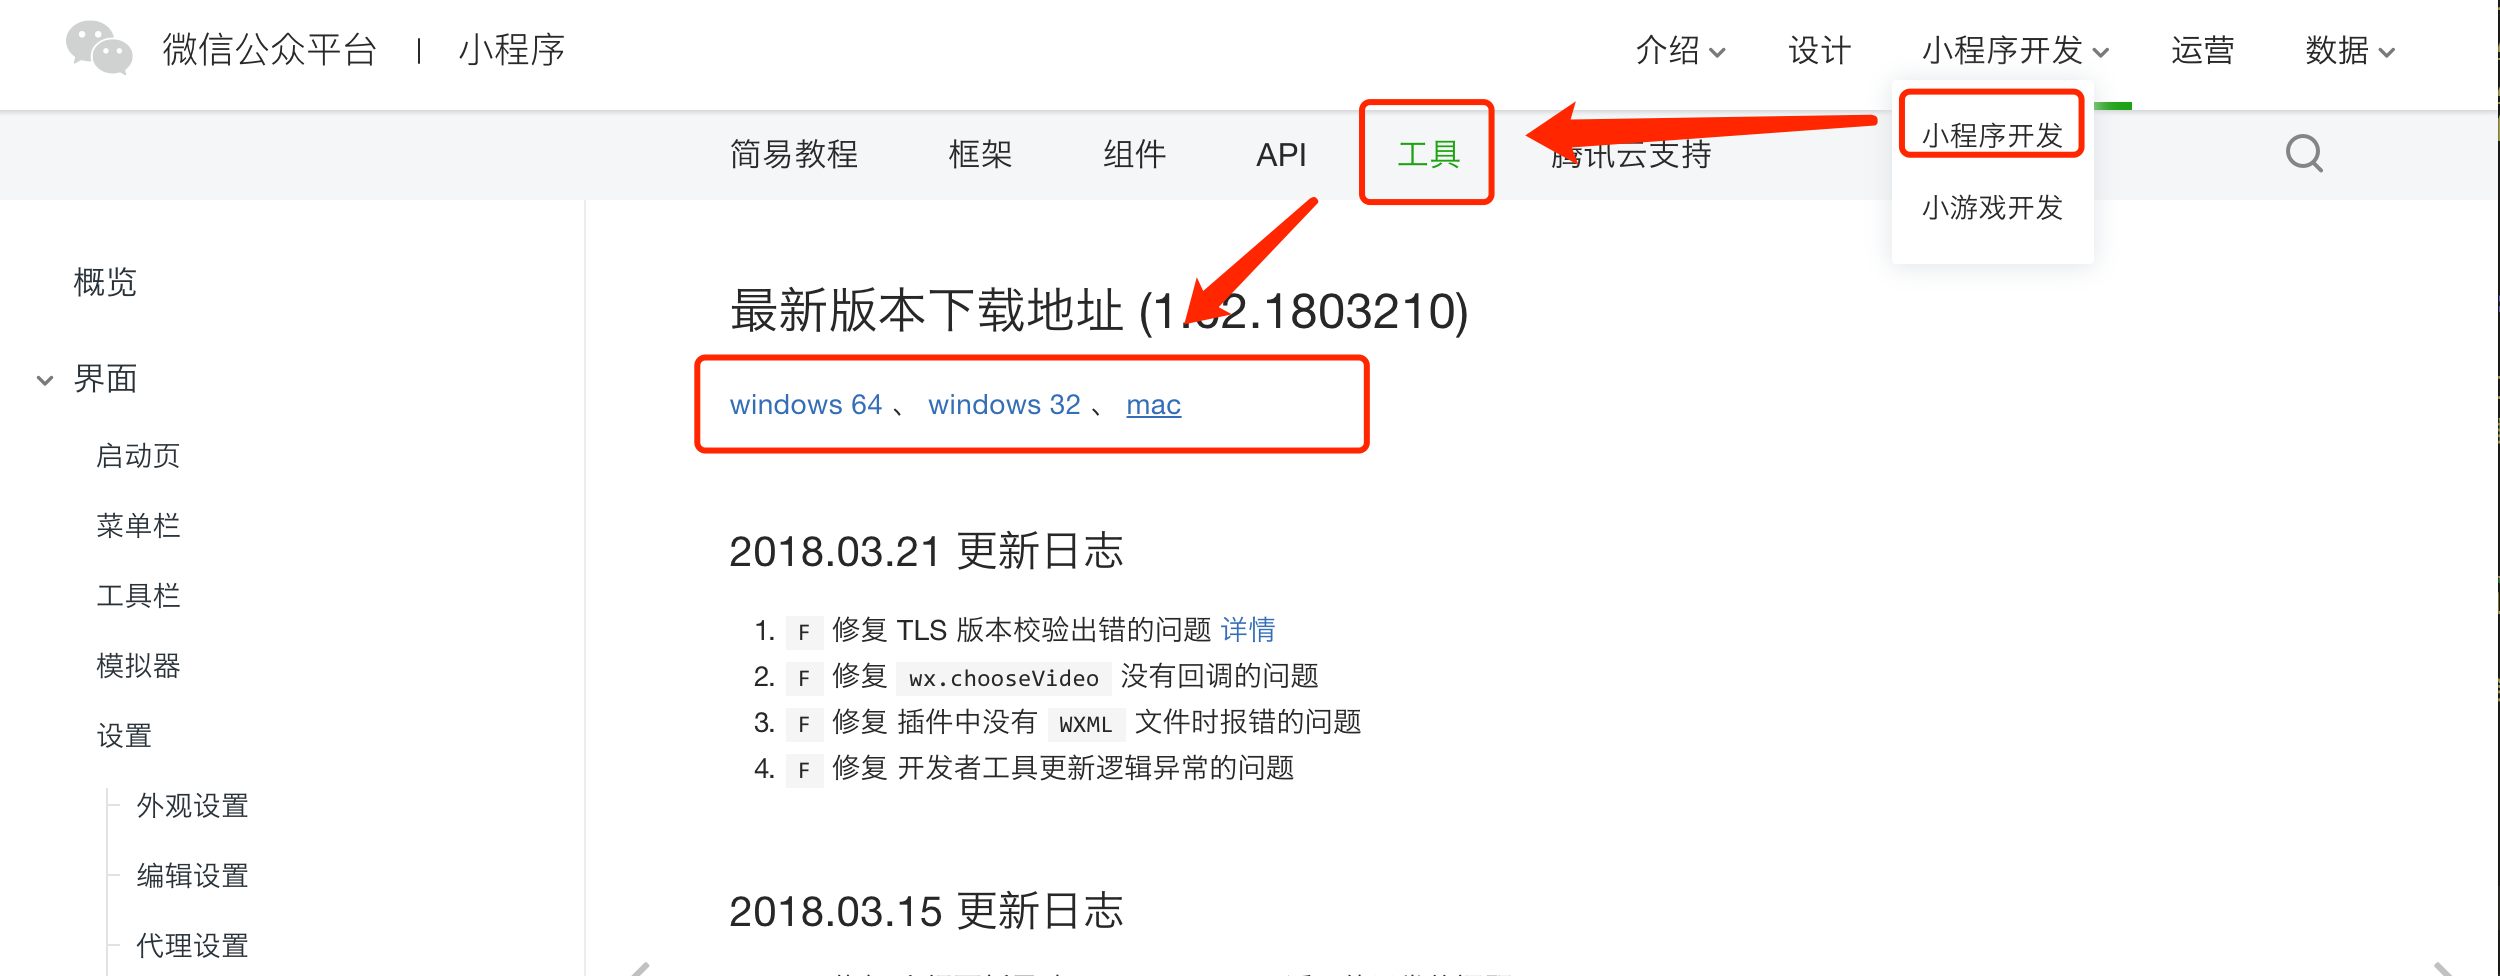 微信公众平台 | 小程序
介绍 设计 小程序开发 运营 数据
小程序开发
小游戏开发
简易教程 框架 组件 API 工具 腾讯云支持
概览
界面
启动页
菜单栏
工具栏
模拟器
设置
外观设置
编辑设置
代理设置
最新版本下载地址 (1.02.1803210)
windows 64 、 windows 32 、 mac
2018.03.21 更新日志
1. F 修复 TLS 版本校验出错的问题 详情
2. F 修复 wx.chooseVideo 没有回调的问题
3. F 修复 插件中没有 WXML 文件时报错的问题
4. F 修复 开发者工具更新逻辑异常的问题
2018.03.15 更新日志